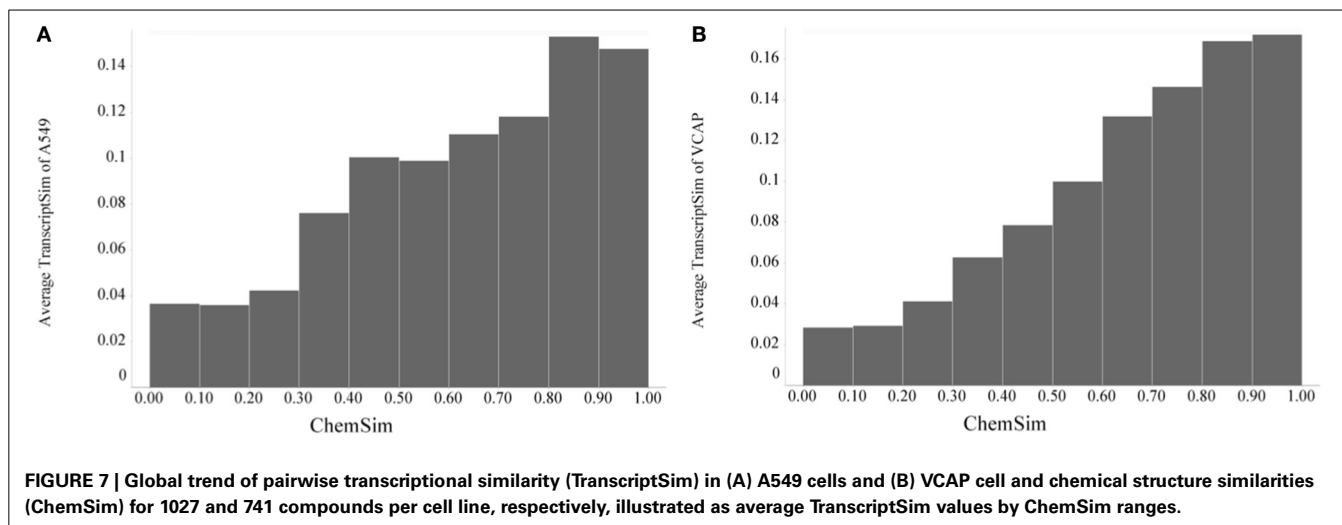 A
Average TranscriptSim of A549
0.14
0.12
0.1
0.08
0.06
0.04
0.02
0
0.00 0.10 0.20 0.30 0.40 0.50 0.60 0.70 0.80 0.90 1.00
ChemSim
B
Average TranscriptSim of VCAP
0.16
0.14
0.12
0.1
0.08
0.06
0.04
0.02
0
0.00 0.10 0.20 0.30 0.40 0.50 0.60 0.70 0.80 0.90 1.00
ChemSim
FIGURE 7 | Global trend of pairwise transcriptional similarity (TranscriptSim) in (A) A549 cells and (B) VCAP cell and chemical structure similarities
(ChemSim) for 1027 and 741 compounds per cell line, respectively, illustrated as average TranscriptSim values by ChemSim ranges.